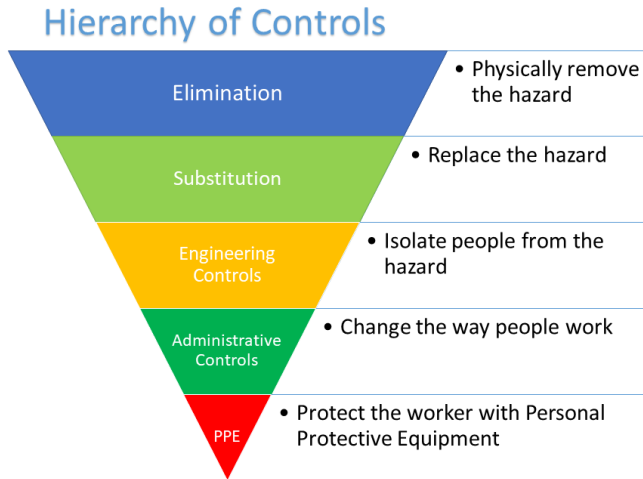 Hierarchy of Controls
Elimination
• Physically remove
the hazard
Substitution
• Replace the hazard
Engineering
Controls
• Isolate people from the
hazard
Administrative
Controls
• Change the way people work
PPE
• Protect the worker with Personal
Protective Equipment